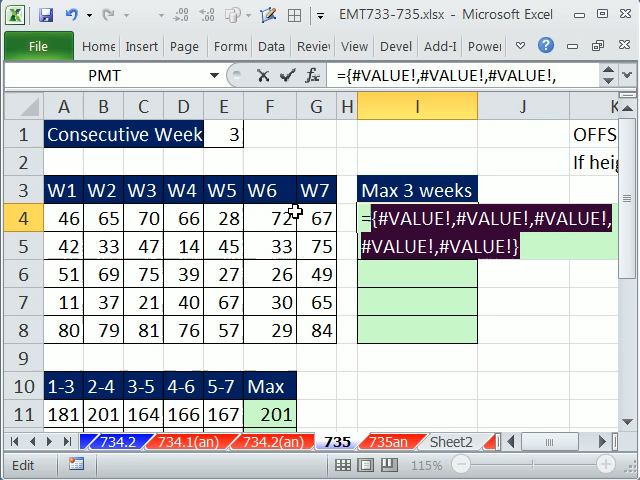 EMT733-735.xlsx - Microsoft Excel
File Home Insert Page Formu Data Reviev View Add-I Power
PMT fx ={#VALUE!,#VALUE!,#VALUE!,
A B C D E F G H I J K
1 Consecutive Week 3 OFFS
2 If heig
3 W1 W2 W3 W4 W5 W6 W7 Max 3 weeks
4 46 65 70 66 28 72 67 ={#VALUE!,#VALUE!,#VALUE!,
#VALUE!,#VALUE!}
5 42 33 47 14 45 33 75
6 51 69 75 39 27 26 49
7 11 37 21 40 67 30 65
8 80 79 81 76 57 29 84
9
10 1-3 2-4 3-5 4-6 5-7 Max
11 181 201 164 166 167 201
734.2 734.1(an) 734.2(an) 735 735an Sheet2
Edit 115%